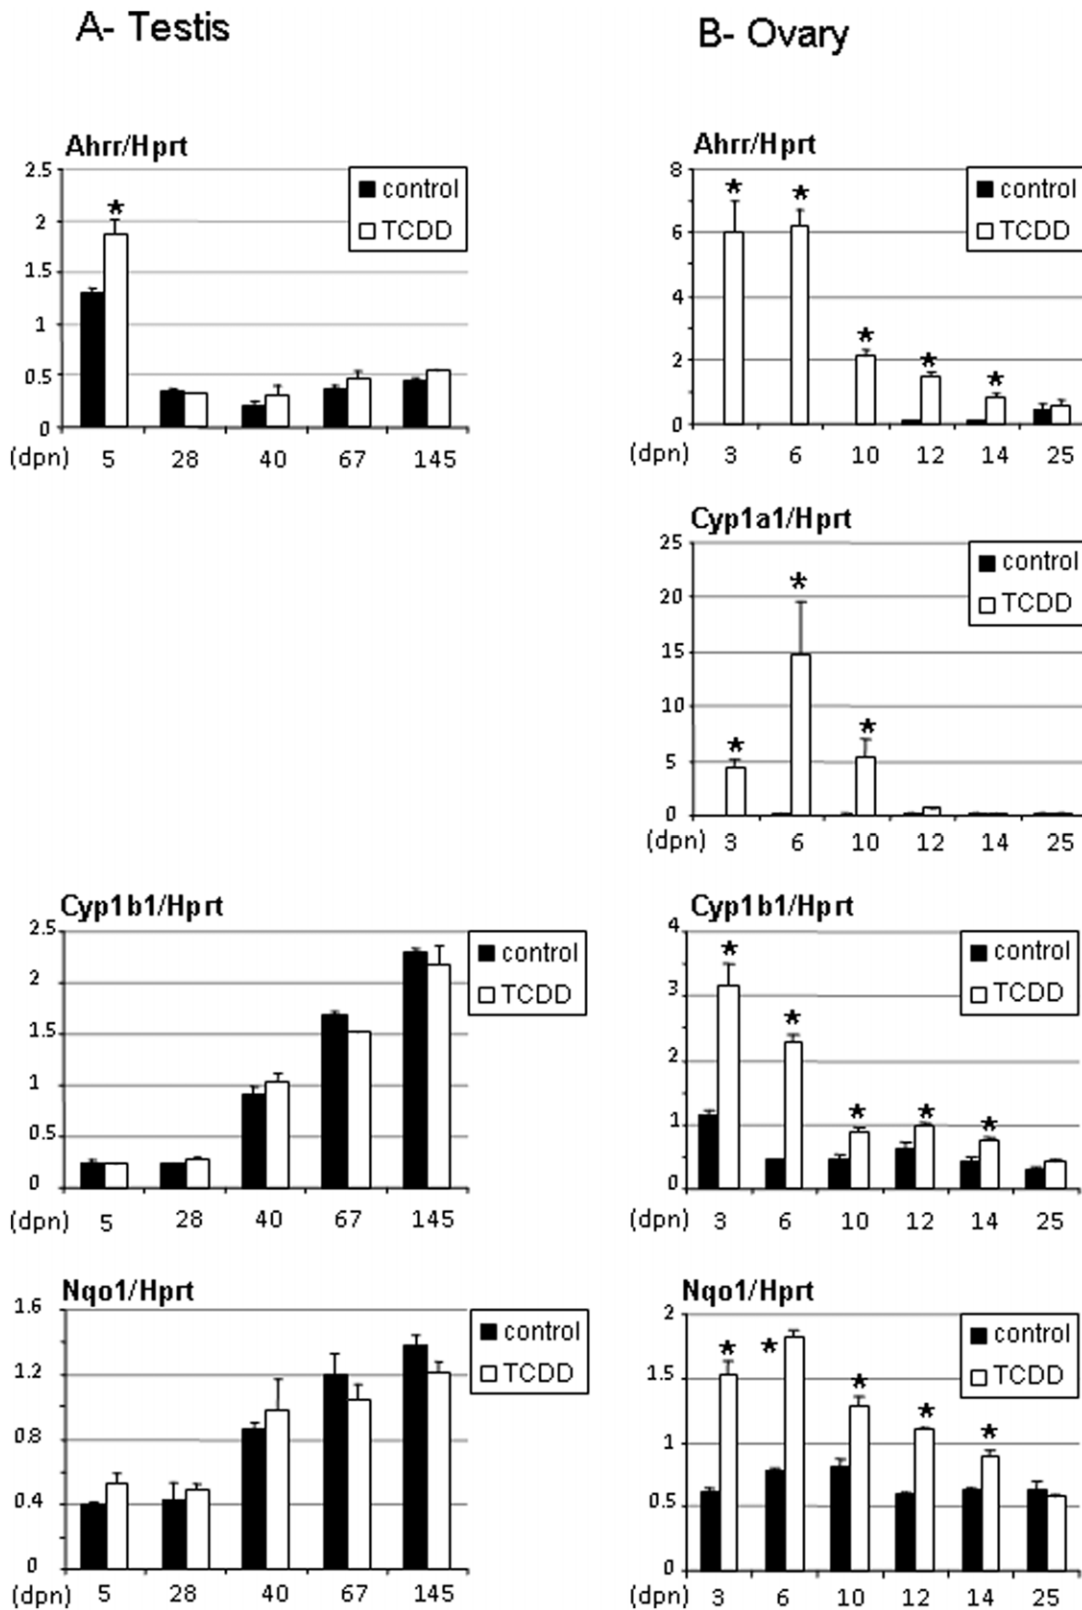 A- Testis
B- Ovary
Ahrr/Hprt
2.5
2
1.5
1
0.5
0
control
TCDD
*
(dpn) 5 28 40 67 145
Ahrr/Hprt
8
6
4
2
0
control
TCDD
* * * * *
(dpn) 3 6 10 12 14 25
Cyp1a1/Hprt
25
20
15
10
5
0
control
TCDD
* * *
(dpn) 3 6 10 12 14 25
Cyp1b1/Hprt
2.5
2
1.5
1
0.5
0
control
TCDD
(dpn) 5 28 40 67 145
Cyp1b1/Hprt
4
3
2
1
0
control
TCDD
* * * * *
(dpn) 3 6 10 12 14 25
Nqo1/Hprt
1.6
1.2
0.8
0.4
0
control
TCDD
(dpn) 5 28 40 67 145
Nqo1/Hprt
2
1.5
1
0.5
0
control
TCDD
* * * * *
(dpn) 3 6 10 12 14 25